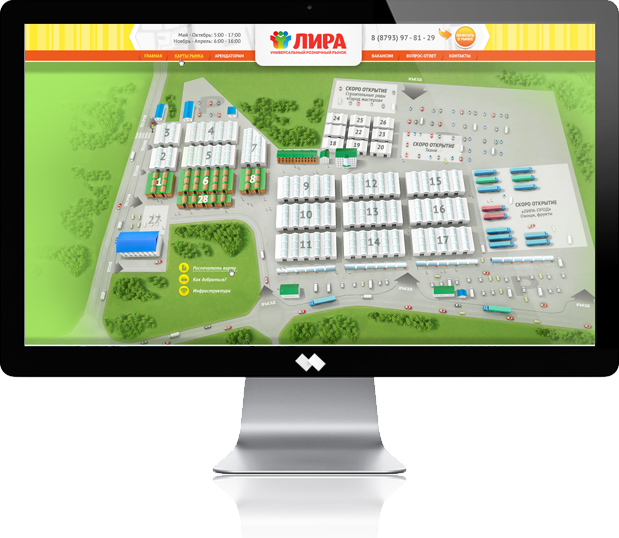 Май - Октябрь: 5:00 - 17:00
Ноябрь - Апрель: 6:00 - 16:00
ЛИРА
УНИВЕРСАЛЬНЫЙ РОЗНИЧНЫЙ РЫНОК
8 (8793) 97 - 81 - 29
ГЛАВНАЯ
КАРТЫ РЫНКА
АРЕНДАТОРАМ
ВАКАНСИИ
ВОПРОС-ОТВЕТ
КОНТАКТЫ
ВЪЕЗД
СКОРО ОТКРЫТИЕ
Строительные ряды
«Город мастеров»
24 25 26
23 22 21
18 19 20
СКОРО ОТКРЫТИЕ
Ткани
3 4
2 5 7
1 6 8
28
27
9 12 15
10 13 16
11 14 17
СКОРО ОТКРЫТИЕ
«ЛИРА-ПРОД»
Овощи, фрукты
Распечатать карту
Как добраться?
Инфраструктура
ВЪЕЗД
ВЪЕЗД
ВЪЕЗД